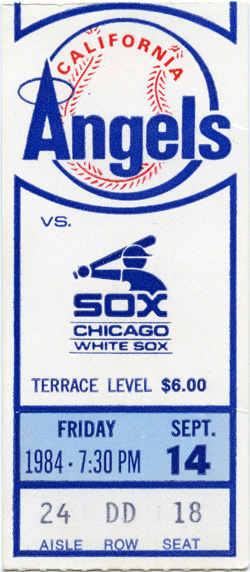 CALIFORNIA
Angels
VS.
SOX
CHICAGO
WHITE SOX
TERRACE LEVEL $6.00
FRIDAY SEPT.
1984 · 7:30 PM 14
24 DD 18
AISLE ROW SEAT